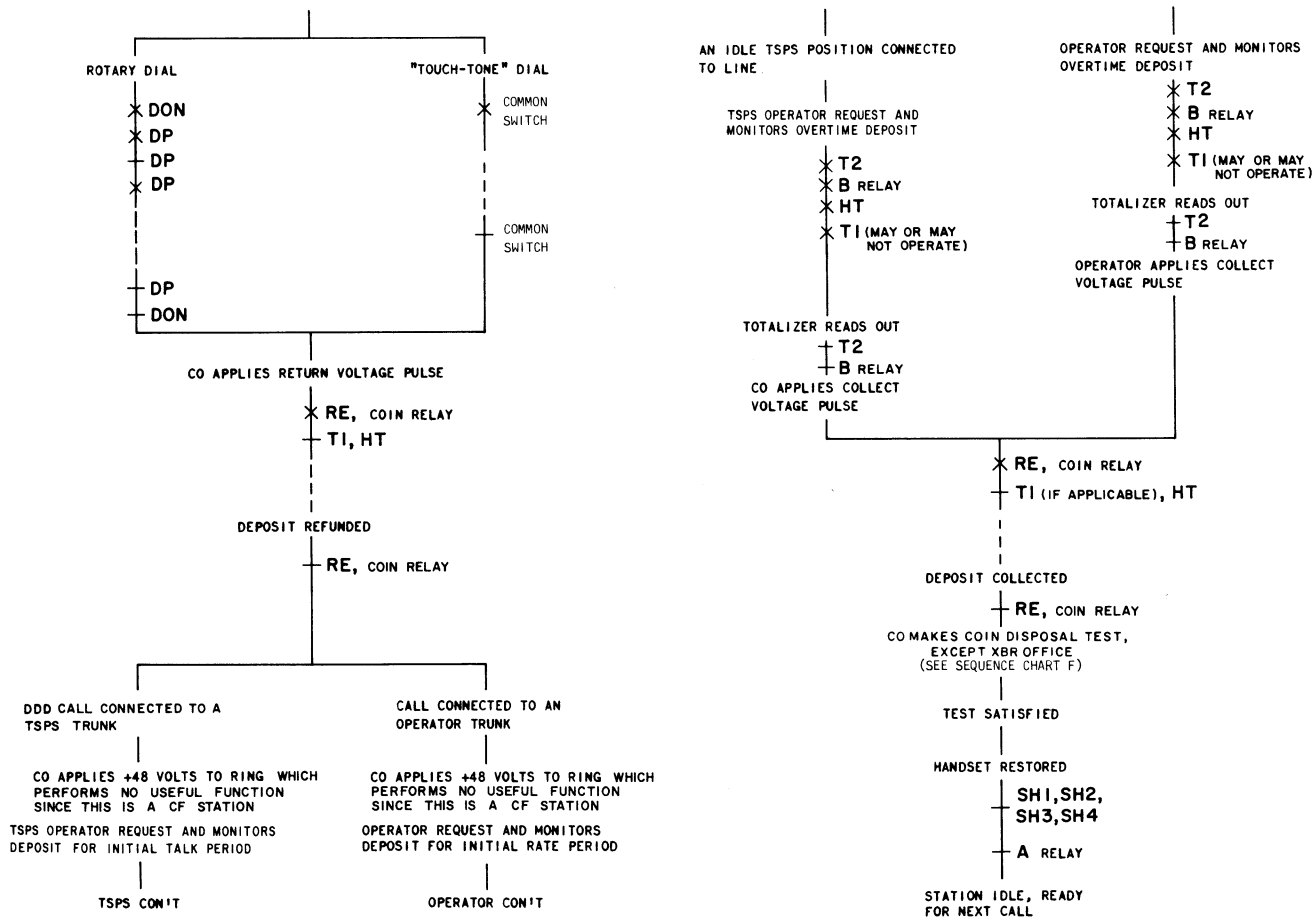 ROTARY DIAL
DON
DP
DP
DP
DP
DON
"TOUCH-TONE" DIAL
COMMON
SWITCH
COMMON
SWITCH
CO APPLIES RETURN VOLTAGE PULSE
RE, COIN RELAY
T1, HT
DEPOSIT REFUNDED
RE, COIN RELAY
DDD CALL CONNECTED TO A
TSPS TRUNK
CO APPLIES +48 VOLTS TO RING WHICH
PERFORMS NO USEFUL FUNCTION
SINCE THIS IS A CF STATION
TSPS OPERATOR REQUEST AND MONITORS
DEPOSIT FOR INITIAL TALK PERIOD
TSPS CON'T
CALL CONNECTED TO AN
OPERATOR TRUNK
CO APPLIES +48 VOLTS TO RING WHICH
PERFORMS NO USEFUL FUNCTION
SINCE THIS IS A CF STATION
OPERATOR REQUEST AND MONITORS
DEPOSIT FOR INITIAL RATE PERIOD
OPERATOR CON'T
AN IDLE TSPS POSITION CONNECTED
TO LINE
TSPS OPERATOR REQUEST AND
MONITORS OVERTIME DEPOSIT
T2
B RELAY
HT
T1 (MAY OR MAY
NOT OPERATE)
TOTALIZER READS OUT
T2
B RELAY
CO APPLIES COLLECT
VOLTAGE PULSE
OPERATOR REQUEST AND MONITORS
OVERTIME DEPOSIT
T2
B RELAY
HT
T1 (MAY OR MAY
NOT OPERATE)
TOTALIZER READS OUT
T2
B RELAY
OPERATOR APPLIES COLLECT
VOLTAGE PULSE
RE, COIN RELAY
T1 (IF APPLICABLE), HT
DEPOSIT COLLECTED
RE, COIN RELAY
CO MAKES COIN DISPOSAL TEST,
EXCEPT XBR OFFICE
(SEE SEQUENCE CHART F)
TEST SATISFIED
HANDSET RESTORED
SH1, SH2,
SH3, SH4
A RELAY
STATION IDLE, READY
FOR NEXT CALL